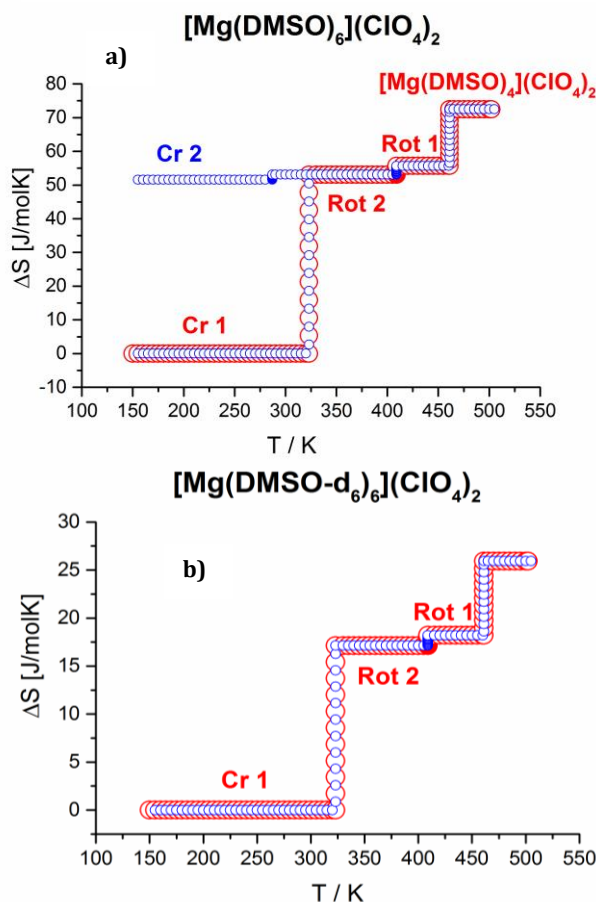 [Mg(DMSO)₆](ClO₄)₂
a)
[Mg(DMSO)₄](ClO₄)₂
80
70
60
50
40
30
20
10
0
-10
ΔS [J/molK]
Cr 2
Rot 1
Rot 2
Cr 1
100 150 200 250 300 350 400 450 500 550
T / K
[Mg(DMSO-d₆)₆](ClO₄)₂
b)
30
25
20
15
10
5
0
ΔS [J/molK]
Rot 1
Rot 2
Cr 1
100 150 200 250 300 350 400 450 500 550
T / K